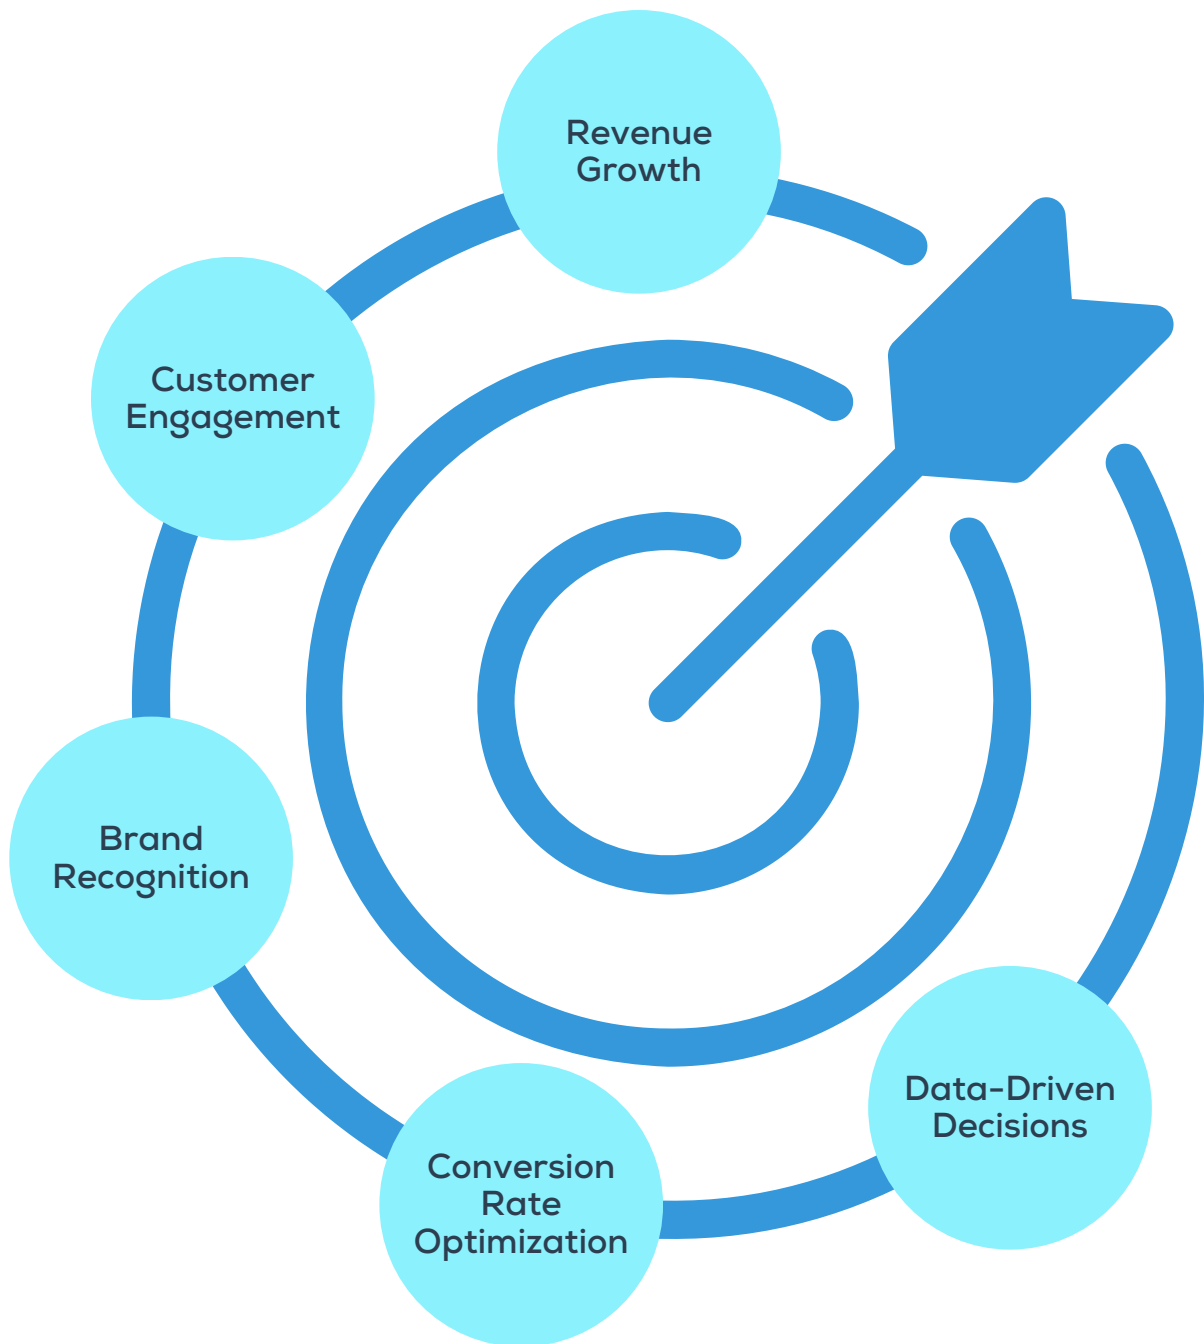 Revenue
Growth
Customer
Engagement
Brand
Recognition
Conversion
Rate
Optimization
Data-Driven
Decisions